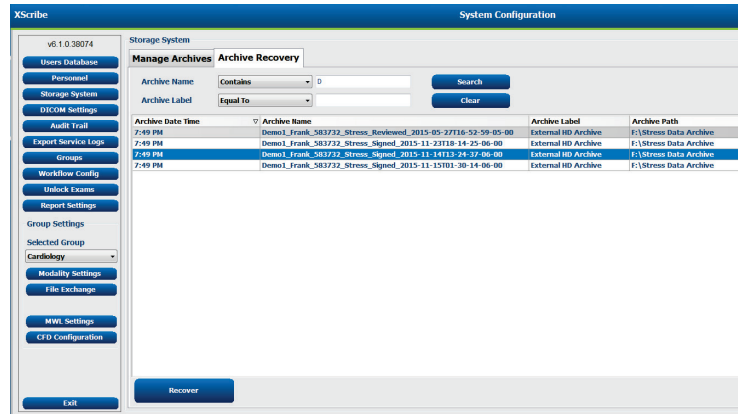 XScribe System Configuration
v6.1.0.38074
Users Database
Personnel
Storage System
DICOM Settings
Audit Trail
Export Service Logs
Groups
Workflow Config
Unlock Exams
Report Settings
Group Settings
Selected Group
Cardiology
Modality Settings
File Exchange
MWL Settings
CFD Configuration
Exit
Storage System
Manage Archives Archive Recovery
Archive Name Contains D Search
Archive Label Equal To Clear
Archive Date Time Archive Name Archive Label Archive Path
7:49 PM Demo1_Frank_583732_Stress_Reviewed_2015-05-27T16-52-59-05-00 External HD Archive F:\Stress Data Archive
7:49 PM Demo1_Frank_583732_Stress_Signed_2015-11-23T18-14-25-06-00 External HD Archive F:\Stress Data Archive
7:49 PM Demo1_Frank_583732_Stress_Signed_2015-11-14T13-24-37-06-00 External HD Archive F:\Stress Data Archive
7:49 PM Demo1_Frank_583732_Stress_Signed_2015-11-15T01-30-14-06-00 External HD Archive F:\Stress Data Archive
Recover